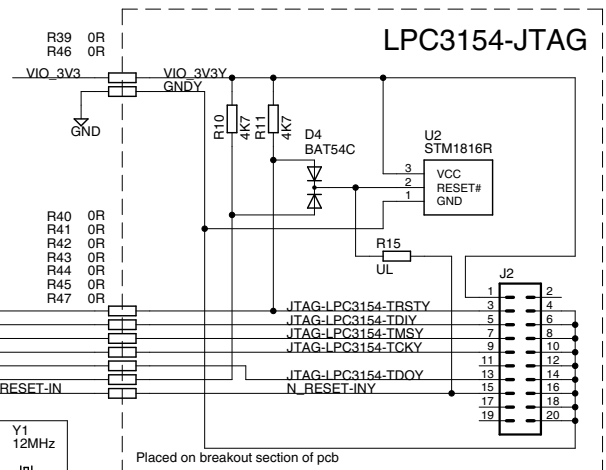 LPC3154-JTAG
R39 0R
R46 0R
VIO_3V3
VIO_3V3Y
GNDY
GND
R10
4K7
R11
4K7
D4
BAT54C
U2
STM1816R
3 VCC
2 RESET#
1 GND
R15
UL
R40 0R
R41 0R
R42 0R
R43 0R
R44 0R
R45 0R
R47 0R
J2
1 2
JTAG-LPC3154-TRSTY 3 4
JTAG-LPC3154-TDIY 5 6
JTAG-LPC3154-TMSY 7 8
JTAG-LPC3154-TCKY 9 10
11 12
JTAG-LPC3154-TDOY 13 14
RESET-IN N_RESET-INY 15 16
17 18
19 20
Y1
12MHz
Placed on breakout section of pcb